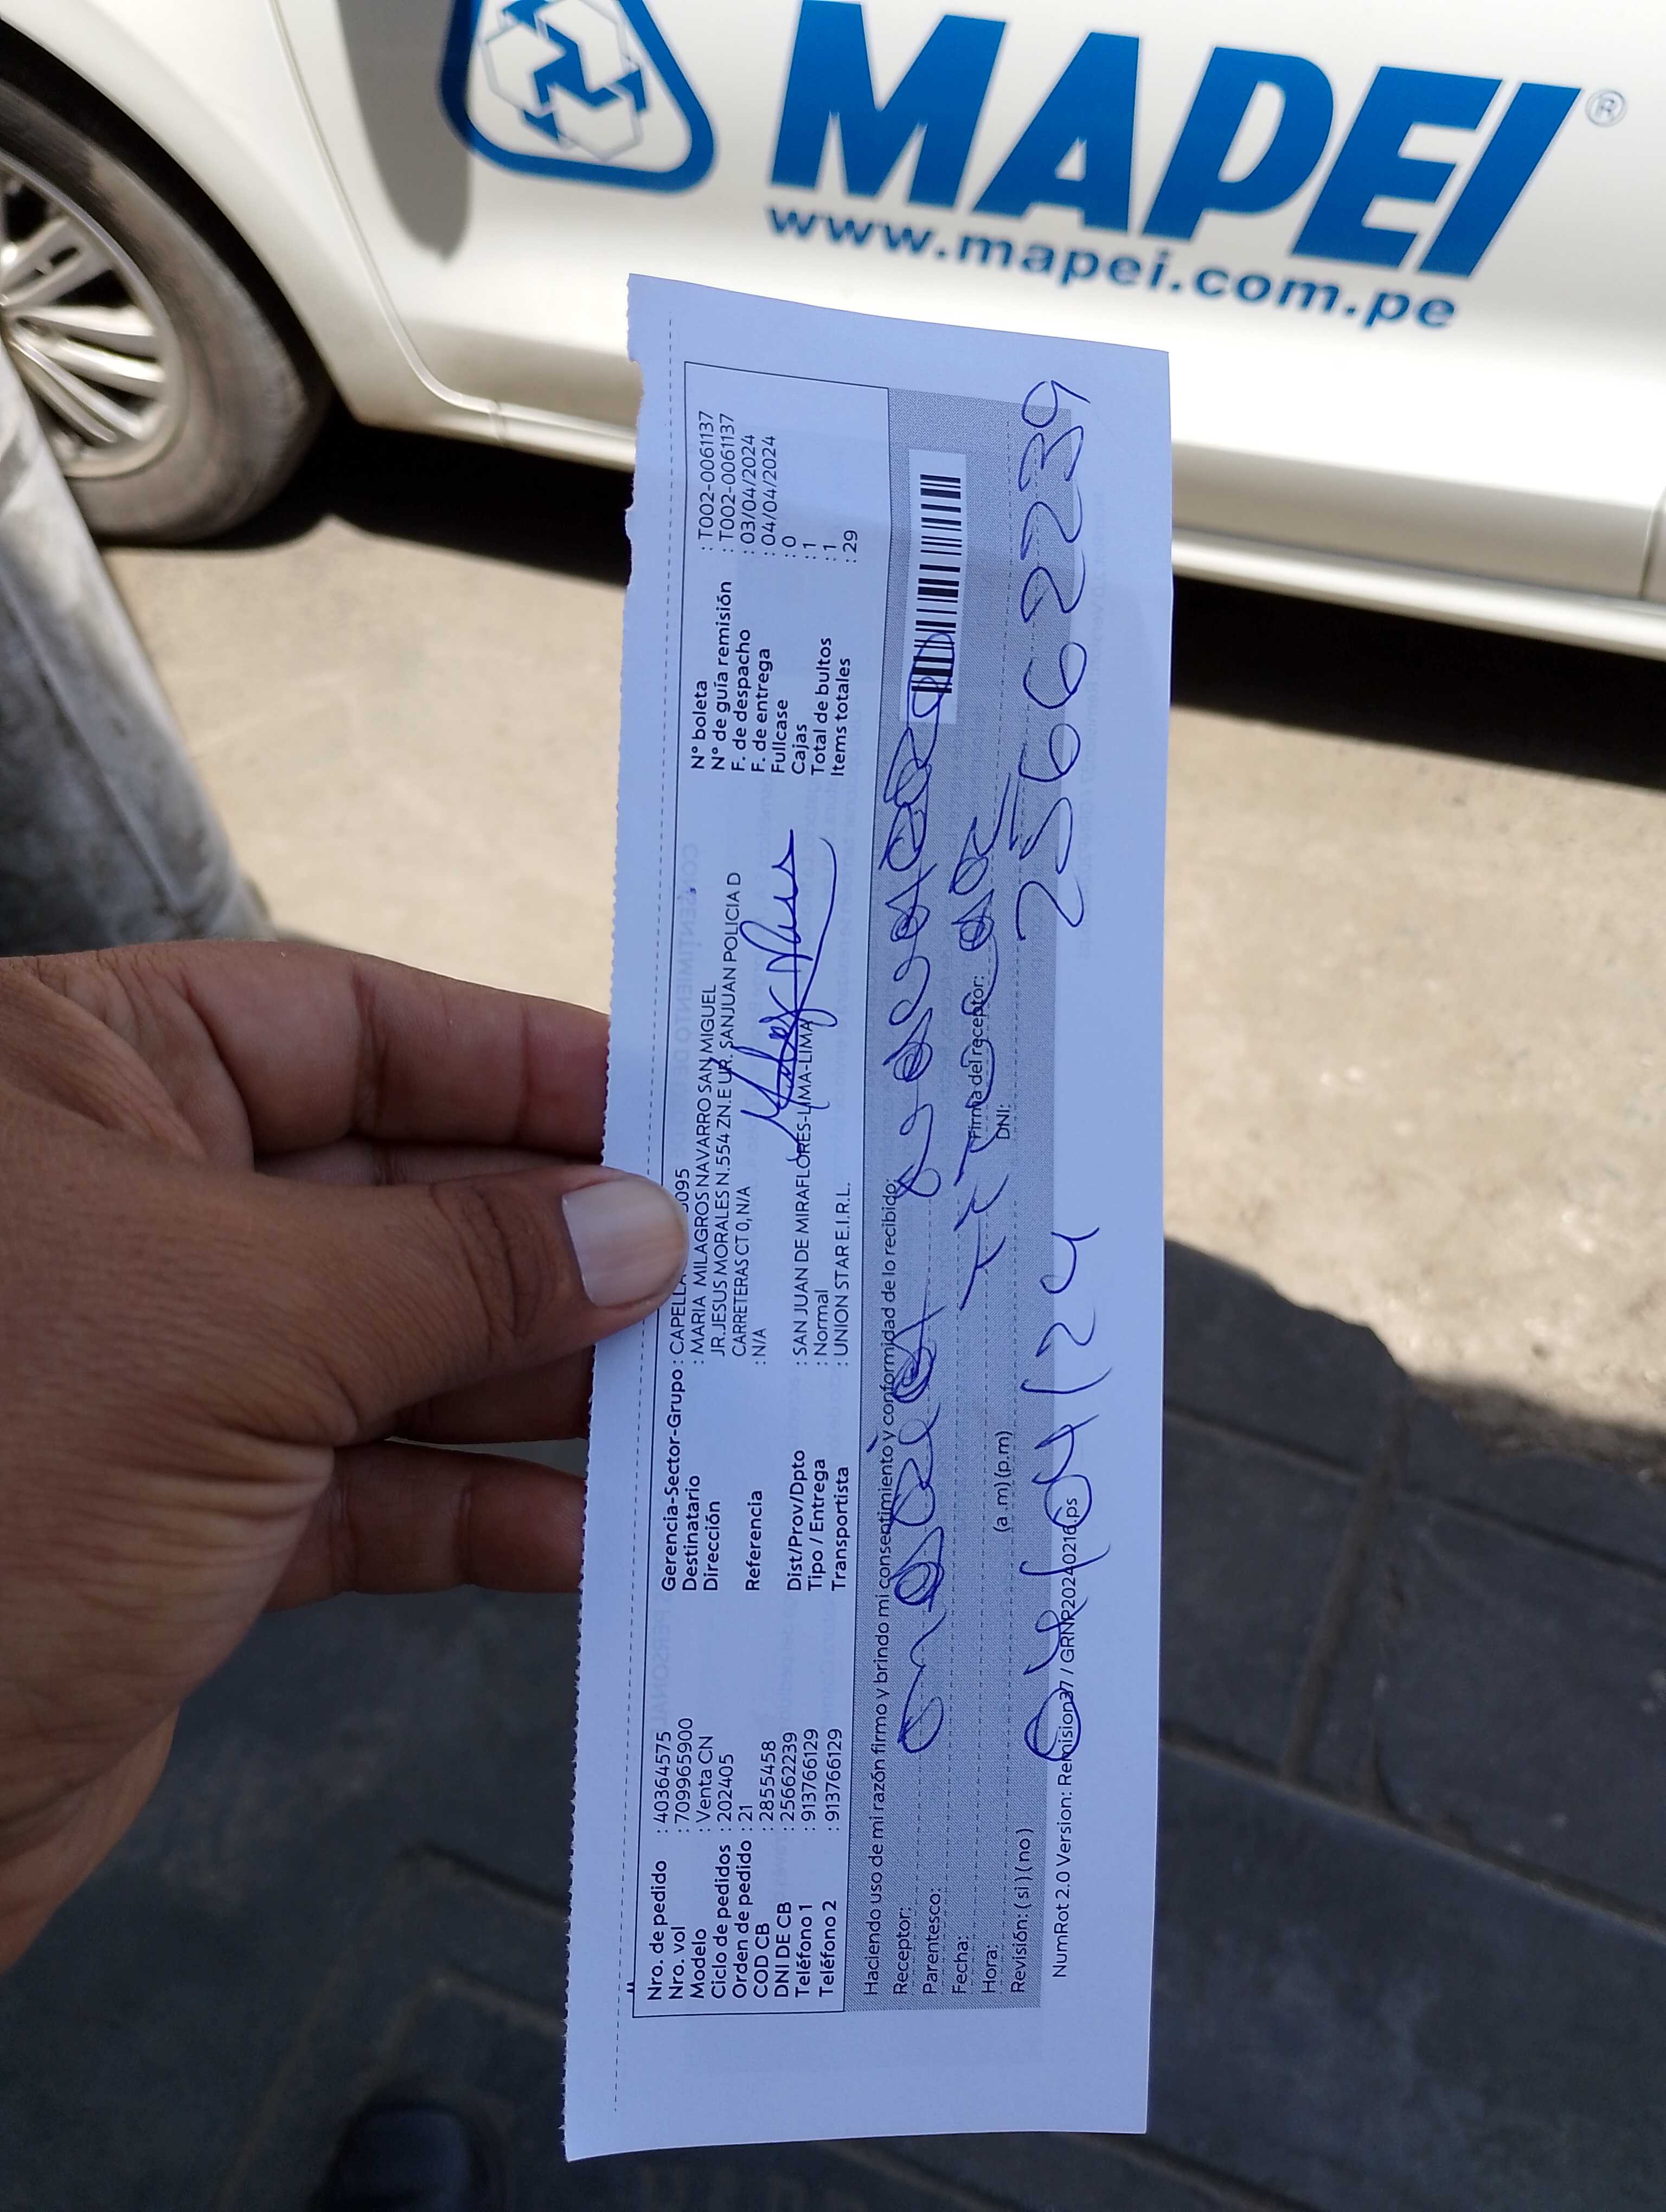 MAPEI®
www.mapei.com.pe
Nro. de pedido : 40364575
Nro. vol : 709965900
Modelo : Venta CN
Ciclo de pedidos : 202405
Orden de pedido : 21
COD CB : 2855458
DNI DE CB : 25662239
Teléfono 1 : 913766129
Teléfono 2 : 913766129
Gerencia-Sector-Grupo : CAPELLA 095
Destinatario : MARIA MILAGROS NAVARRO SAN MIGUEL
Dirección JR. JESUS MORALES N.554 ZN.E UR. SANJUAN POLICIA D
CARRETERAS CT 0, N/A
Referencia : N/A
Dist/Prov/Dpto : SAN JUAN DE MIRAFLORES-LIMA-LIMA
Tipo / Entrega : Normal
Transportista : UNION STAR E.I.R.L.
N° boleta : T002-0061137
N° de guía remisión : T002-0061137
F. de despacho : 03/04/2024
F. de entrega : 04/04/2024
Fullcase : 0
Cajas : 1
Total de bultos : 1
Items totales : 29
Haciendo uso de mi razón firmo y brindo mi consentimiento y conformidad de lo recibido:
Receptor:
Parentesco:
Fecha:
Firma del receptor:
Hora: (a.m) (p.m)
DNI: 25662239
Revisión: ( si ) ( no )
04/04/24
NumRot 2.0 Version: Remision37 / GRNP20240216.ps